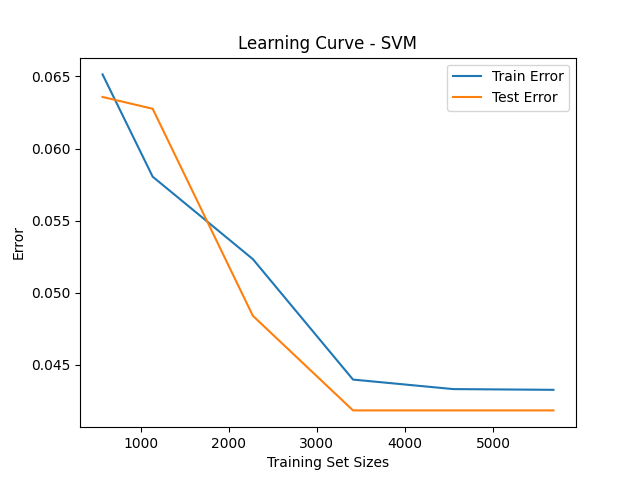 Learning Curve - SVM
Train Error
Test Error
0.065
0.060
0.055
0.050
0.045
Error
1000
2000
3000
4000
5000
Training Set Sizes